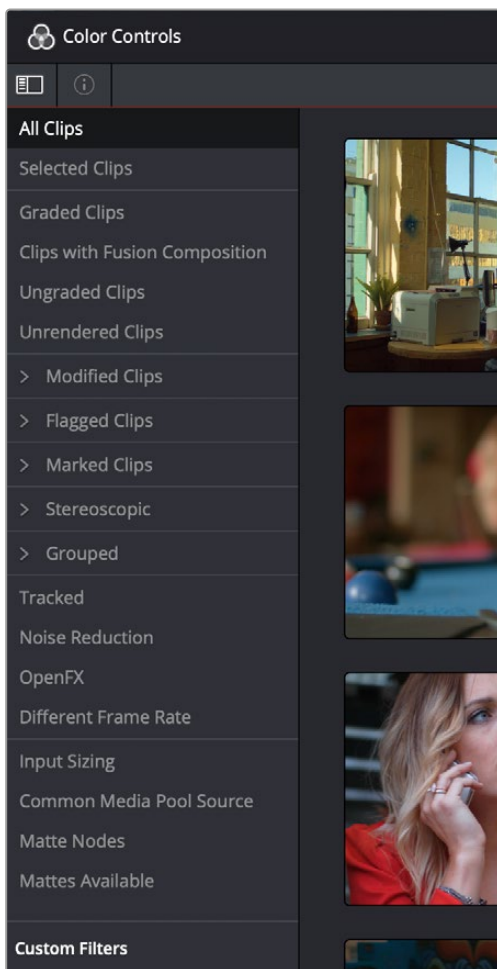 Color Controls
All Clips
Selected Clips
Graded Clips
Clips with Fusion Composition
Ungraded Clips
Unrendered Clips
Modified Clips
Flagged Clips
Marked Clips
Stereoscopic
Grouped
Tracked
Noise Reduction
OpenFX
Different Frame Rate
Input Sizing
Common Media Pool Source
Matte Nodes
Mattes Available
Custom Filters